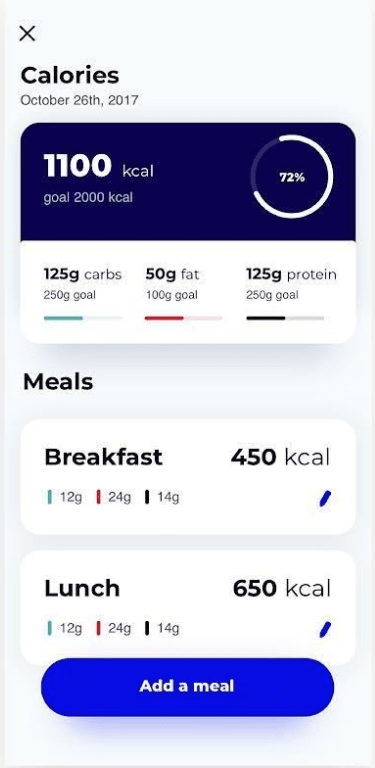 Calories
October 26th, 2017
1100 kcal
goal 2000 kcal
72%
125g carbs
250g goal
50g fat
100g goal
125g protein
250g goal
Meals
Breakfast
450 kcal
12g 24g 14g
Lunch
650 kcal
12g 24g 14g
Add a meal